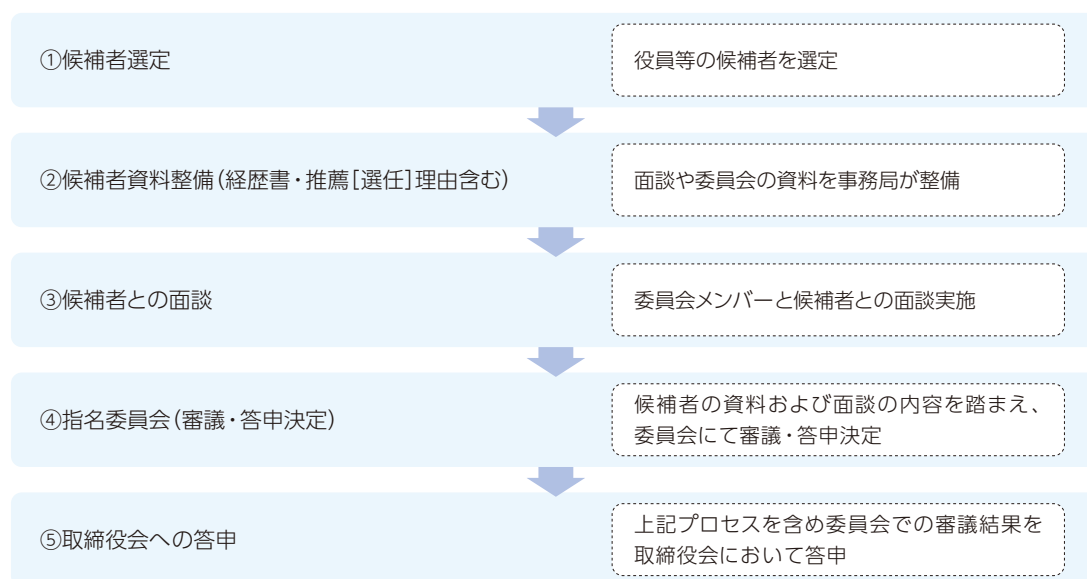 ①候補者選定
役員等の候補者を選定
②候補者資料整備(経歴書・推薦[選任]理由含む)
面談や委員会の資料を事務局が整備
③候補者との面談
委員会メンバーと候補者との面談実施
④指名委員会(審議・答申決定)
候補者の資料および面談の内容を踏まえ、
委員会にて審議・答申決定
⑤取締役会への答申
上記プロセスを含め委員会での審議結果を
取締役会において答申